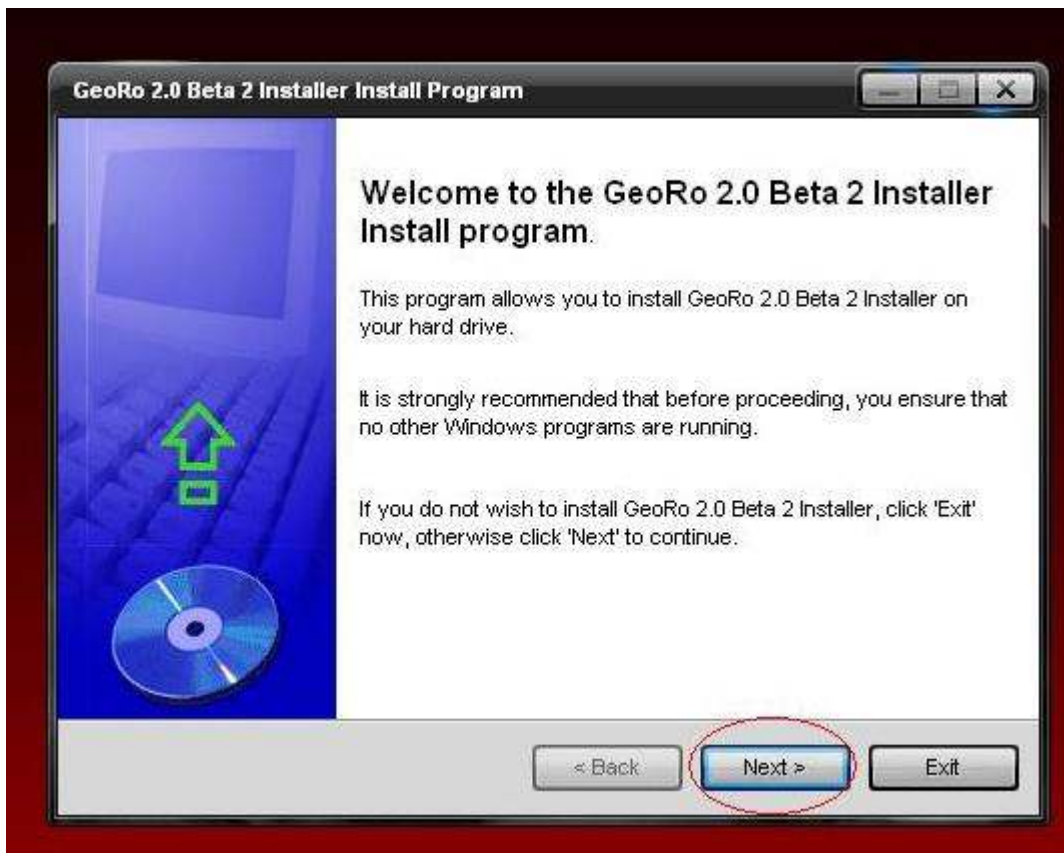 GeoRo 2.0 Beta 2 Installer Install Program
Welcome to the GeoRo 2.0 Beta 2 Installer
Install program.
This program allows you to install GeoRo 2.0 Beta 2 Installer on
your hard drive.
It is strongly recommended that before proceeding, you ensure that
no other Windows programs are running.
If you do not wish to install GeoRo 2.0 Beta 2 Installer, click 'Exit'
now, otherwise click 'Next' to continue.
< Back Next > Exit